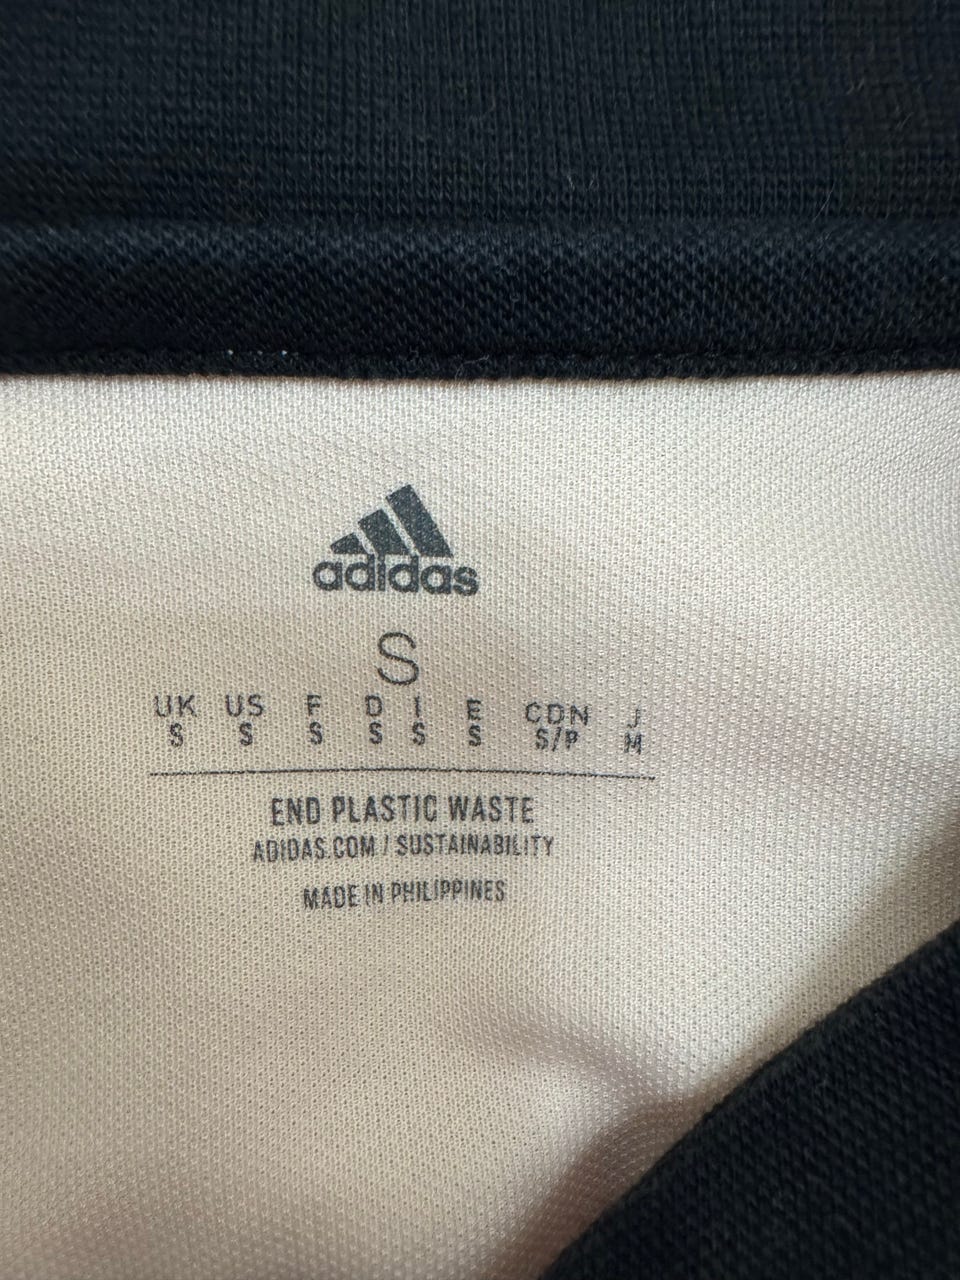 adidas
S
UK US F D I E CDN J
S S S S S S S/P M
END PLASTIC WASTE
ADIDAS.COM / SUSTAINABILITY
MADE IN PHILIPPINES